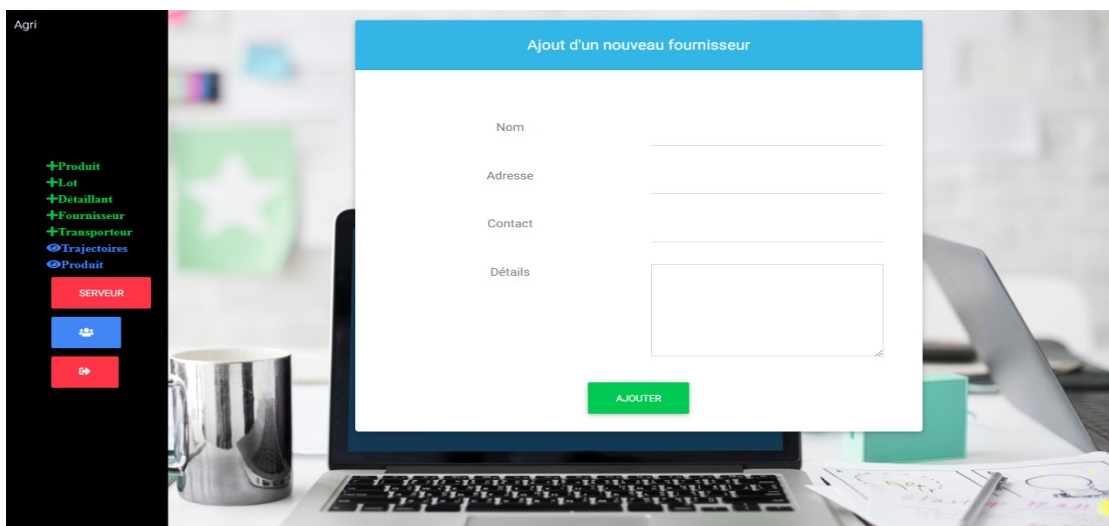 Agri
Produit
Lot
Détaillant
Fournisseur
Transporteur
Trajectoires
Produit
SERVEUR
Ajout d'un nouveau fournisseur
Nom
Adresse
Contact
Détails
AJOUTER